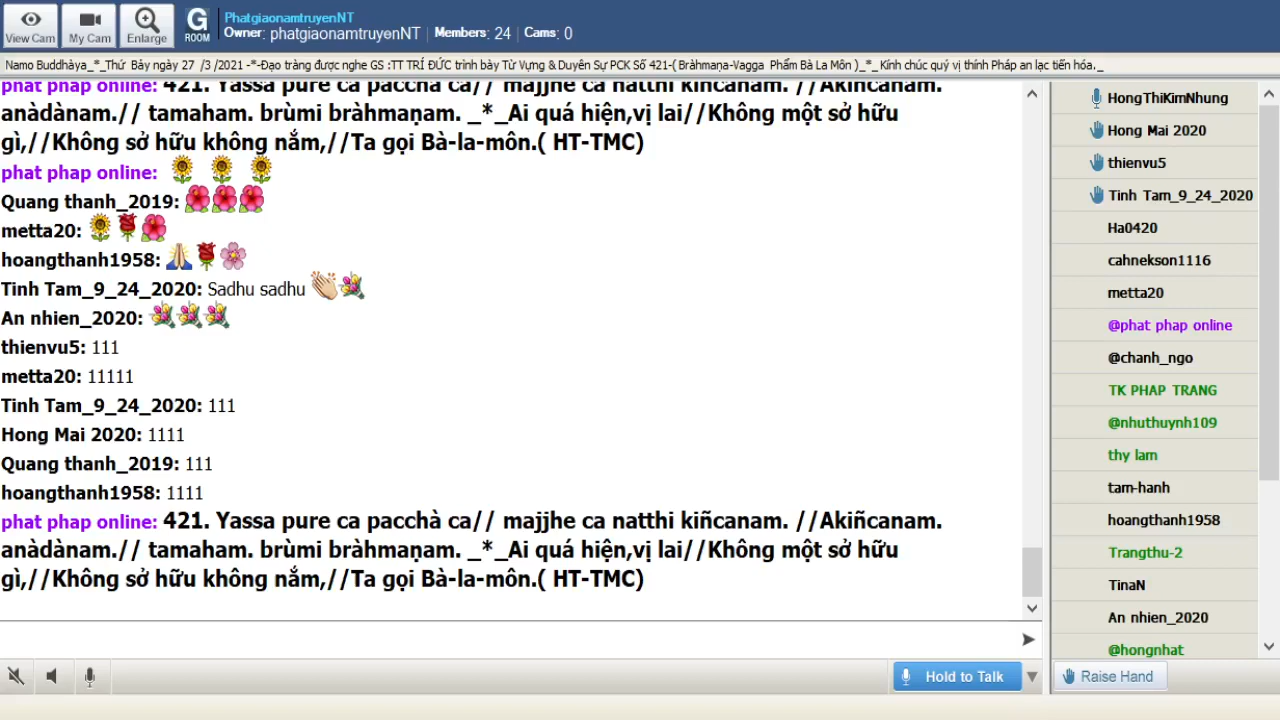 View Cam
My Cam
Enlarge
G
ROOM
PhatgiaonamtruyenNT
Owner: phatgiaonamtruyenNT | Members: 24 | Cams: 0
Namo Buddhàya_*_Thứ Bảy ngày 27 /3 /2021 -*-Đạo tràng được nghe GS :TT TRÍ ĐỨC trình bày Từ Vựng & Duyên Sự PCK Số 421-( Bràhmaṇa-Vagga Phẩm Bà La Môn )_*_ Kính chúc quý vị thính Pháp an lạc tiến hóa._
phat phap online: 421. Yassa pure ca pacchà ca// majjhe ca natthi kiñcanam. //Akiñcanam.
anàdànam.// tamaham. brùmi bràhmaṇam. _*_Ai quá hiện,vị lai//Không một sở hữu
gì,//Không sở hữu không nắm,//Ta gọi Bà-la-môn.( HT-TMC)
phat phap online:
Quang thanh_2019:
metta20:
hoangthanh1958:
Tinh Tam_9_24_2020: Sadhu sadhu
An nhien_2020:
thienvu5: 111
metta20: 11111
Tinh Tam_9_24_2020: 111
Hong Mai 2020: 1111
Quang thanh_2019: 111
hoangthanh1958: 1111
phat phap online: 421. Yassa pure ca pacchà ca// majjhe ca natthi kiñcanam. //Akiñcanam.
anàdànam.// tamaham. brùmi bràhmaṇam. _*_Ai quá hiện,vị lai//Không một sở hữu
gì,//Không sở hữu không nắm,//Ta gọi Bà-la-môn.( HT-TMC)
Hold to Talk
HongThiKimNhung
Hong Mai 2020
thienvu5
Tinh Tam_9_24_2020
Ha0420
cahnekson1116
metta20
@phat phap online
@chanh_ngo
TK PHAP TRANG
@nhuthuynh109
thy lam
tam-hanh
hoangthanh1958
Trangthu-2
TinaN
An nhien_2020
@hongnhat
Raise Hand